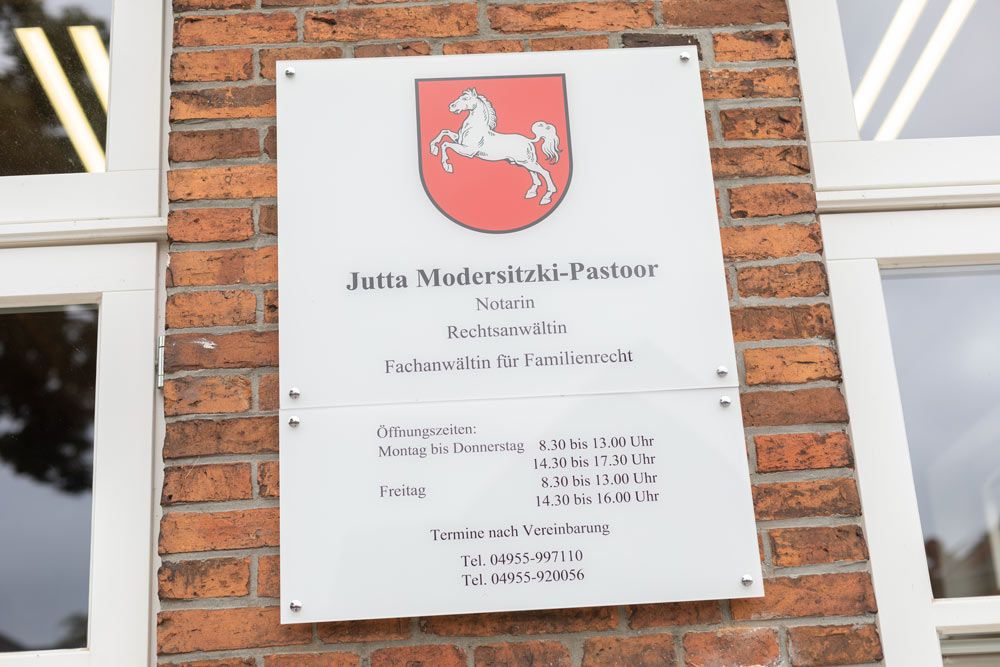 Jutta Modersitzki-Pastoor
Notarin
Rechtsanwältin
Fachanwältin für Familienrecht
Öffnungszeiten:
Montag bis Donnerstag 8.30 bis 13.00 Uhr
14.30 bis 17.30 Uhr
Freitag 8.30 bis 13.00 Uhr
14.30 bis 16.00 Uhr
Termine nach Vereinbarung
Tel. 04955-997110
Tel. 04955-920056